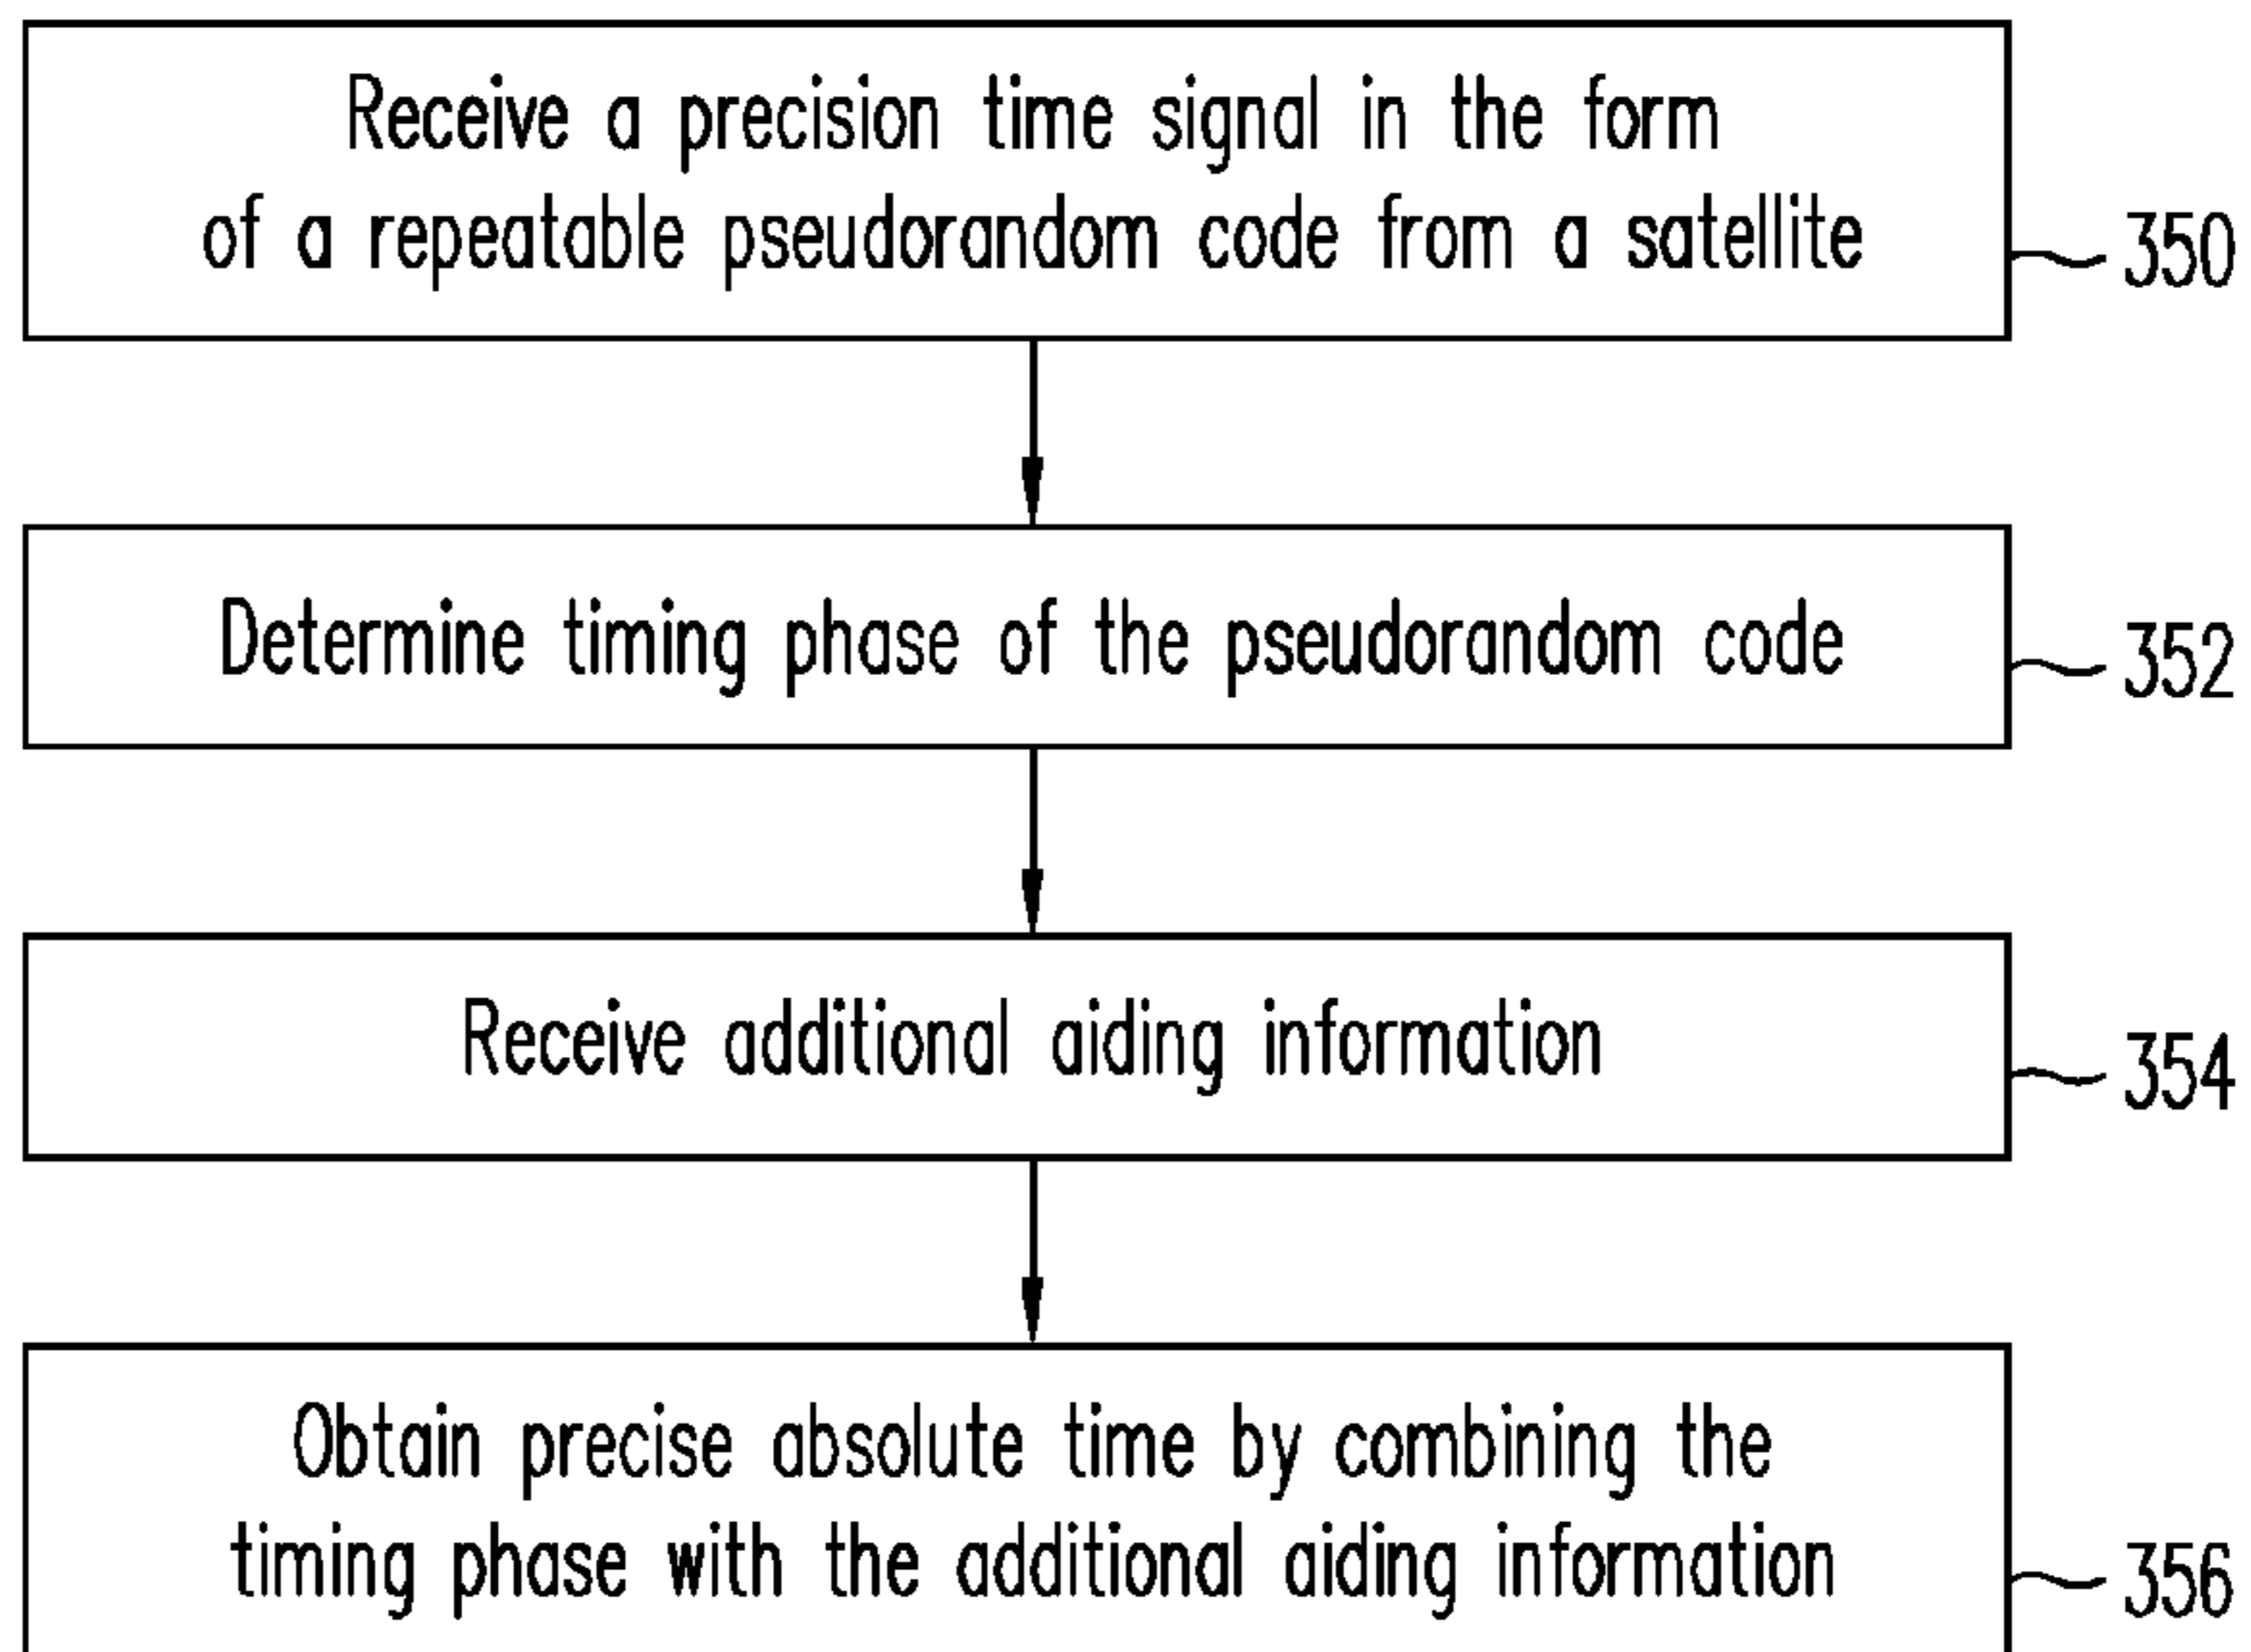 Receive a precision time signal in the form
of a repeatable pseudorandom code from a satellite
350
Determine timing phase of the pseudorandom code
352
Receive additional aiding information
354
Obtain precise absolute time by combining the
timing phase with the additional aiding information
356